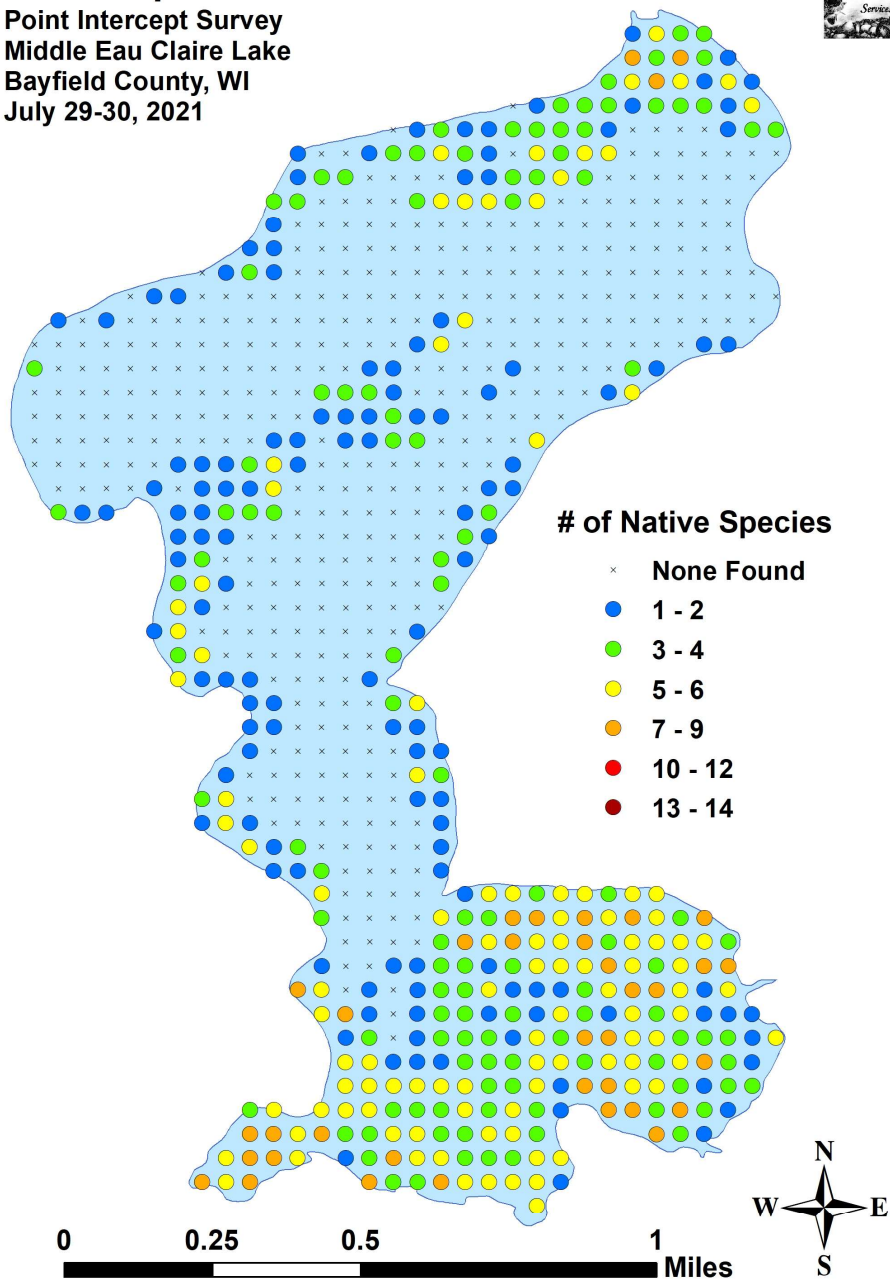 Point Intercept Survey
Middle Eau Claire Lake
Bayfield County, WI
July 29-30, 2021
Service
# of Native Species
None Found
1 - 2
3 - 4
5 - 6
7 - 9
10 - 12
13 - 14
N
W E
S
0 0.25 0.5 1
Miles